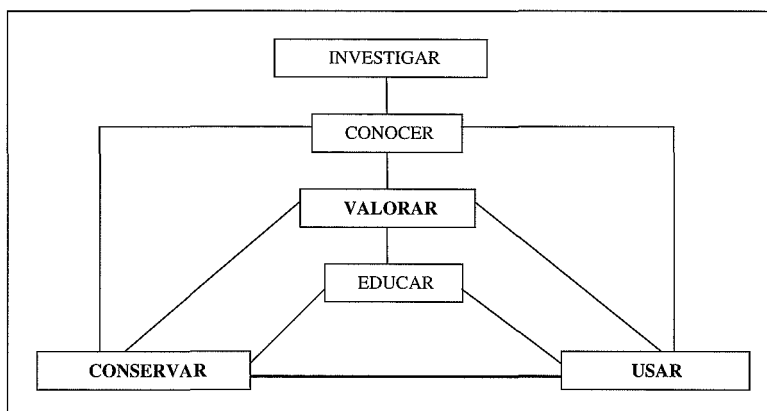 INVESTIGAR
CONOCER
VALORAR
EDUCAR
CONSERVAR
USAR